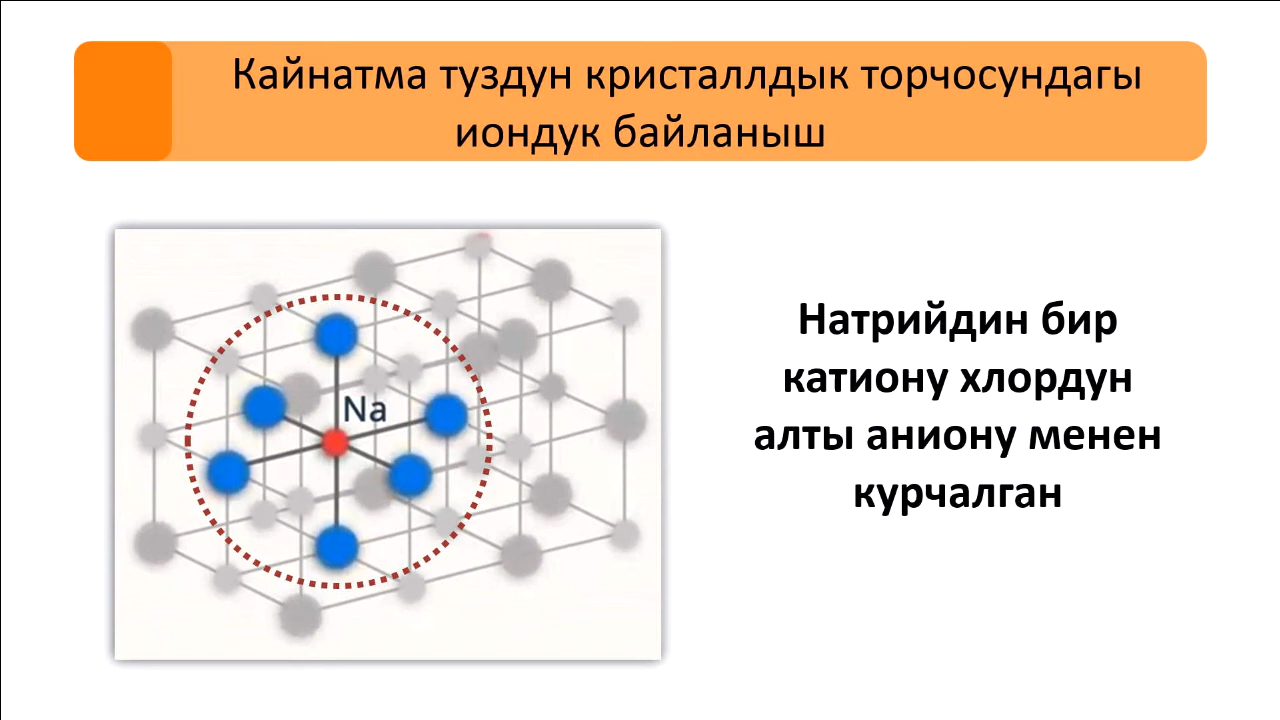 Кайнатма туздун кристаллдык торчосундагы
иондук байланыш
Na
Натрийдин бир
катиону хлордун
алты аниону менен
курчалган